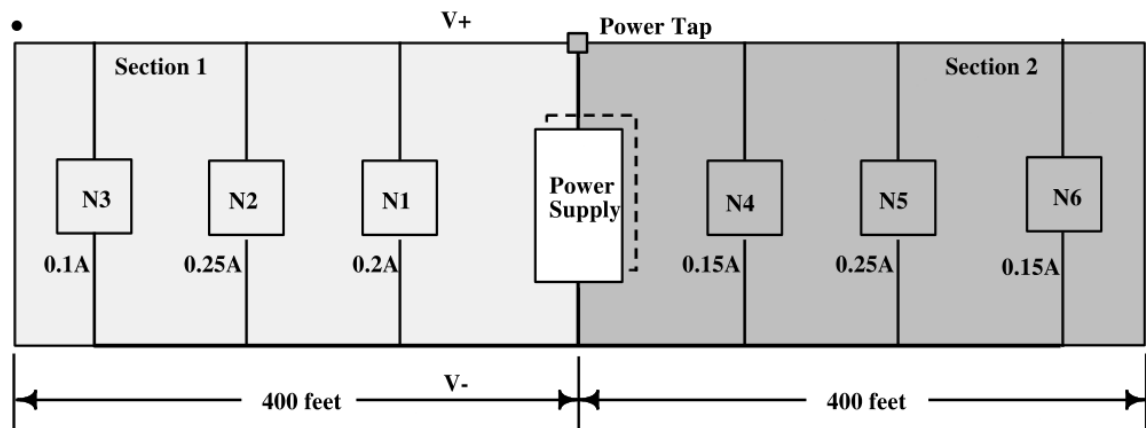 V+
Power Tap
Section 1
Section 2
N3
N2
N1
Power
Supply
N4
N5
N6
0.1A
0.25A
0.2A
0.15A
0.25A
0.15A
V-
400 feet
400 feet